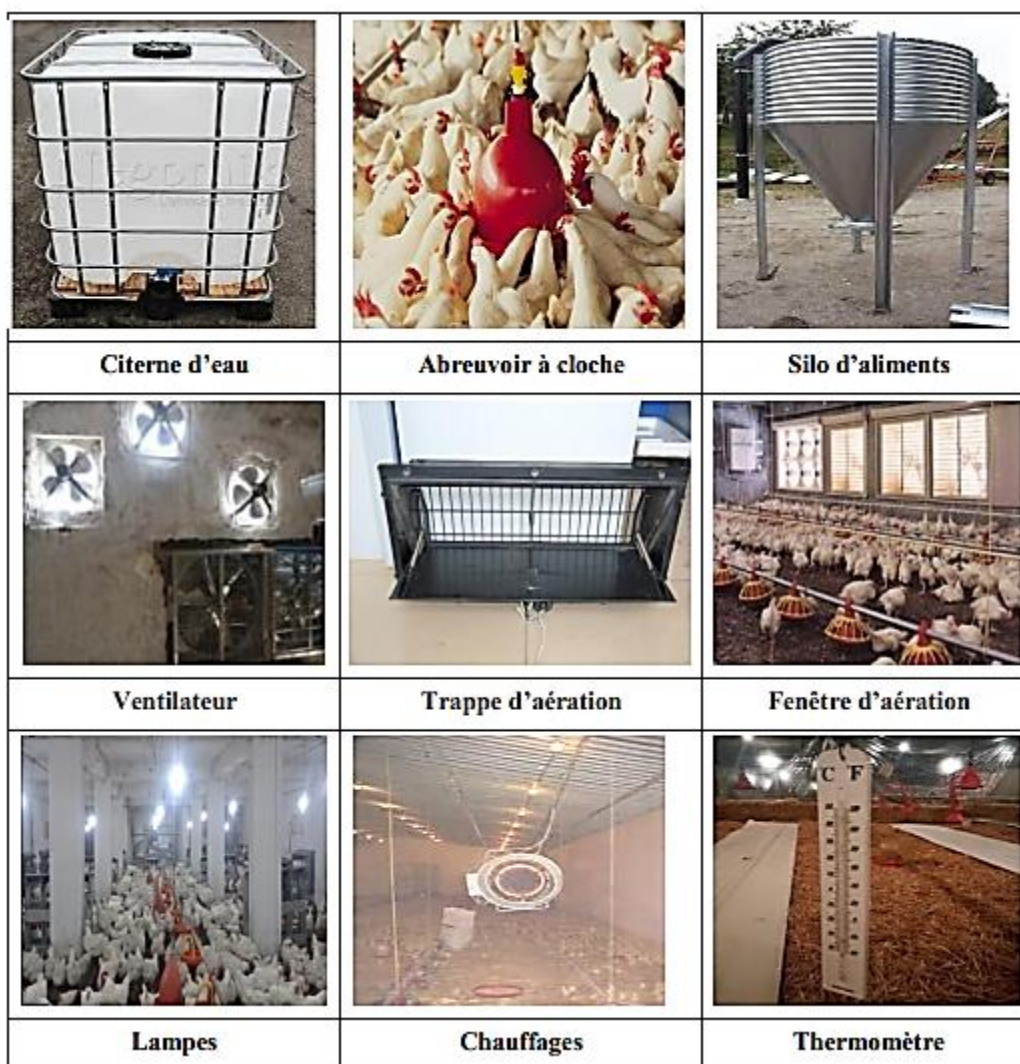 Citerne d'eau
Abreuvoir à cloche
Silo d'aliments
Ventilateur
Trappe d'aération
Fenêtre d'aération
C F
Lampes
Chauffages
Thermomètre